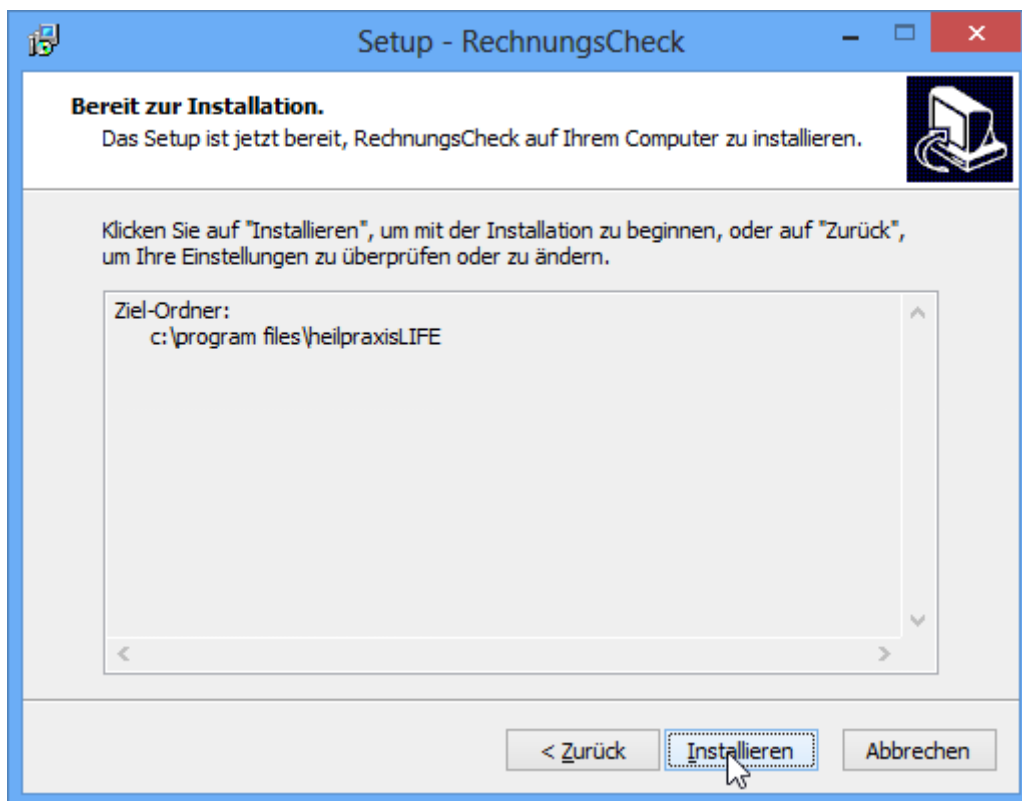 Setup - RechnungsCheck
Bereit zur Installation.
Das Setup ist jetzt bereit, RechnungsCheck auf Ihrem Computer zu installieren.
Klicken Sie auf "Installieren", um mit der Installation zu beginnen, oder auf "Zurück",
um Ihre Einstellungen zu überprüfen oder zu ändern.
Ziel-Ordner:
c:\program files\heilpraxisLIFE
< Zurück
Installieren
Abbrechen